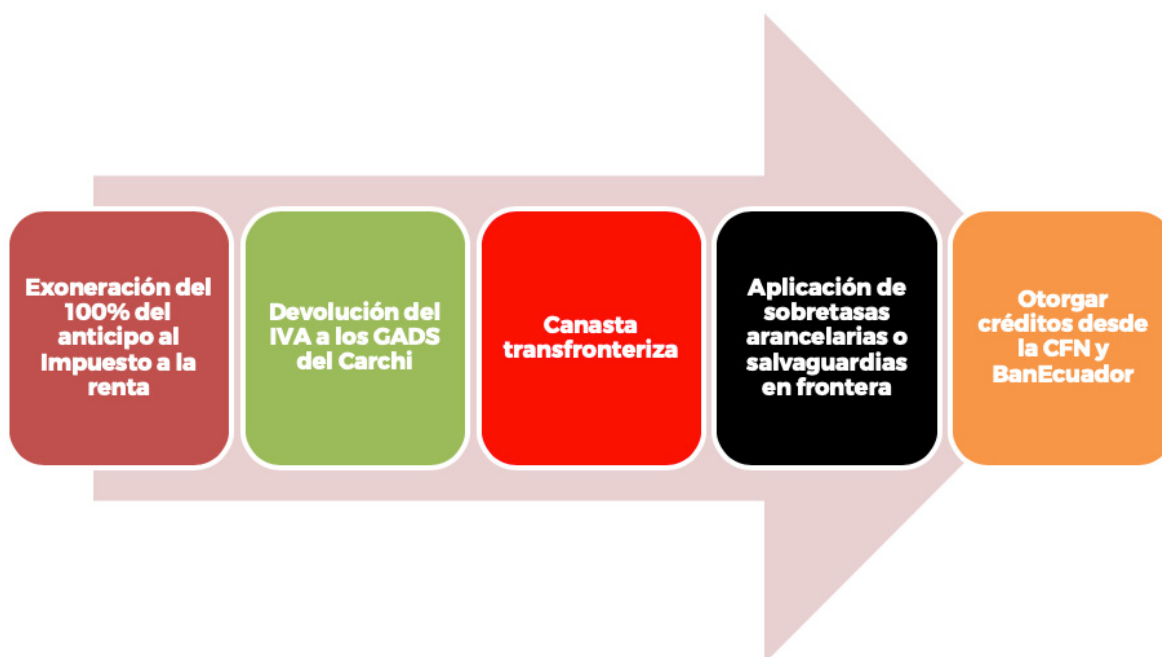 Exoneración del
100% del
anticipo al
Impuesto a la
renta
Devolución del
IVA a los GADS
del Carchi
Canasta
transfronteriza
Aplicación de
sobretasas
arancelarias o
salvaguardias
en frontera
Otorgar
créditos desde
la CFN y
BanEcuador